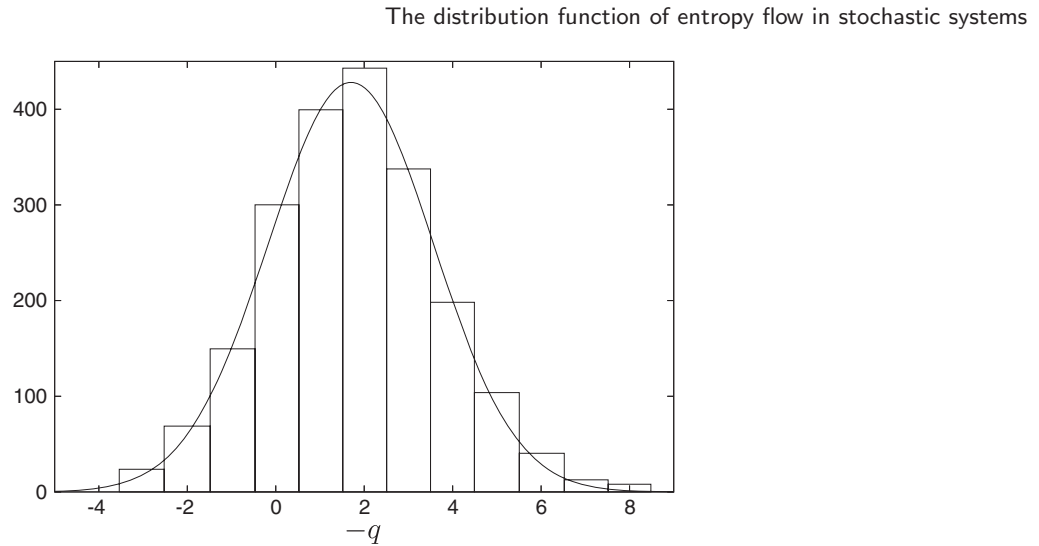 The distribution function of entropy flow in stochastic systems
400
300
200
100
0
-4 -2 0 2 4 6 8
−q